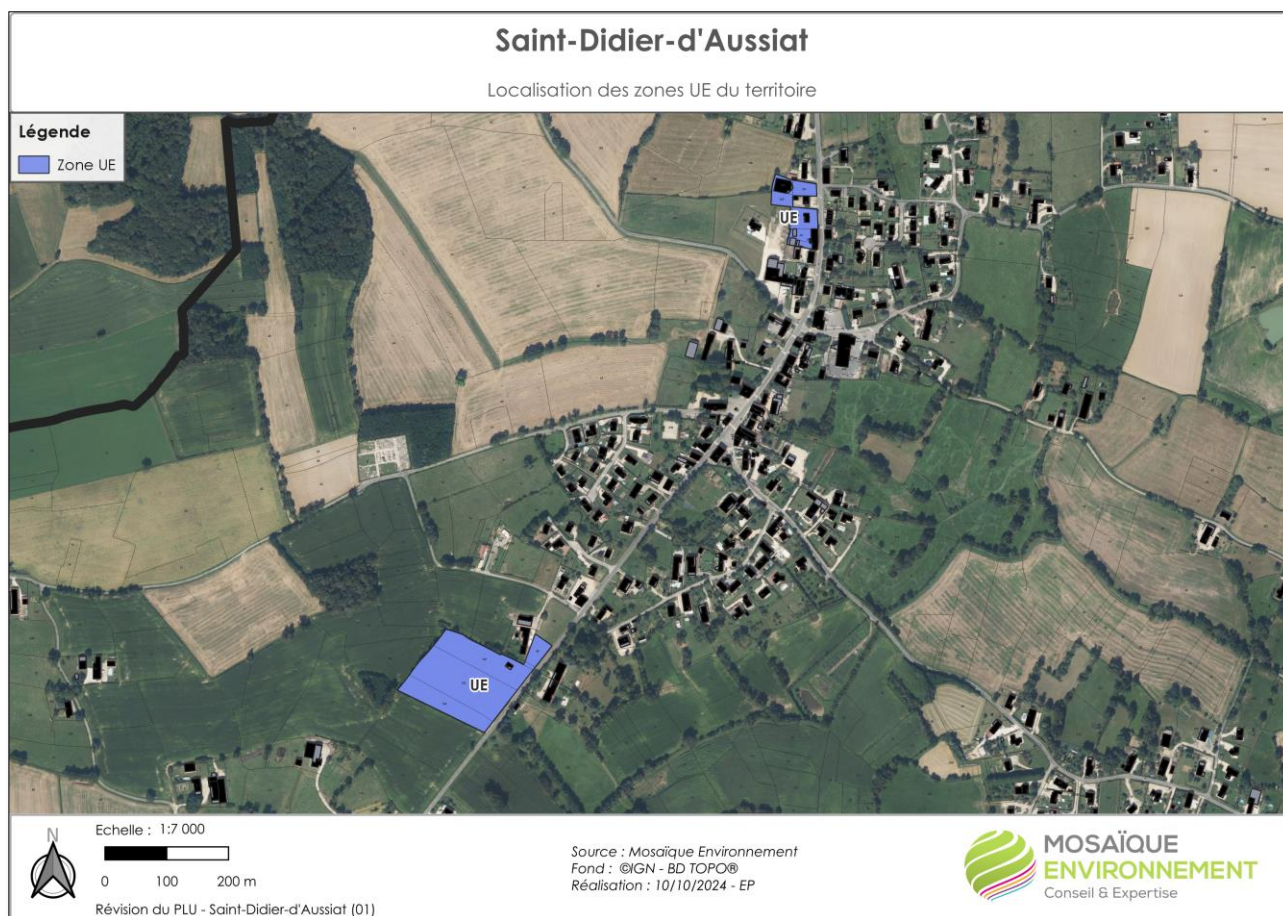 Saint-Didier-d'Aussiat
Localisation des zones UE du territoire
Légende
Zone UE
UE
UE
N
Echelle : 1:7 000
0 100 200 m
Révision du PLU - Saint-Didier-d'Aussiat (01)
Source : Mosaïque Environnement
Fond : ©IGN - BD TOPO®
Réalisation : 10/10/2024 - EP
MOSAÏQUE
ENVIRONNEMENT
Conseil & Expertise